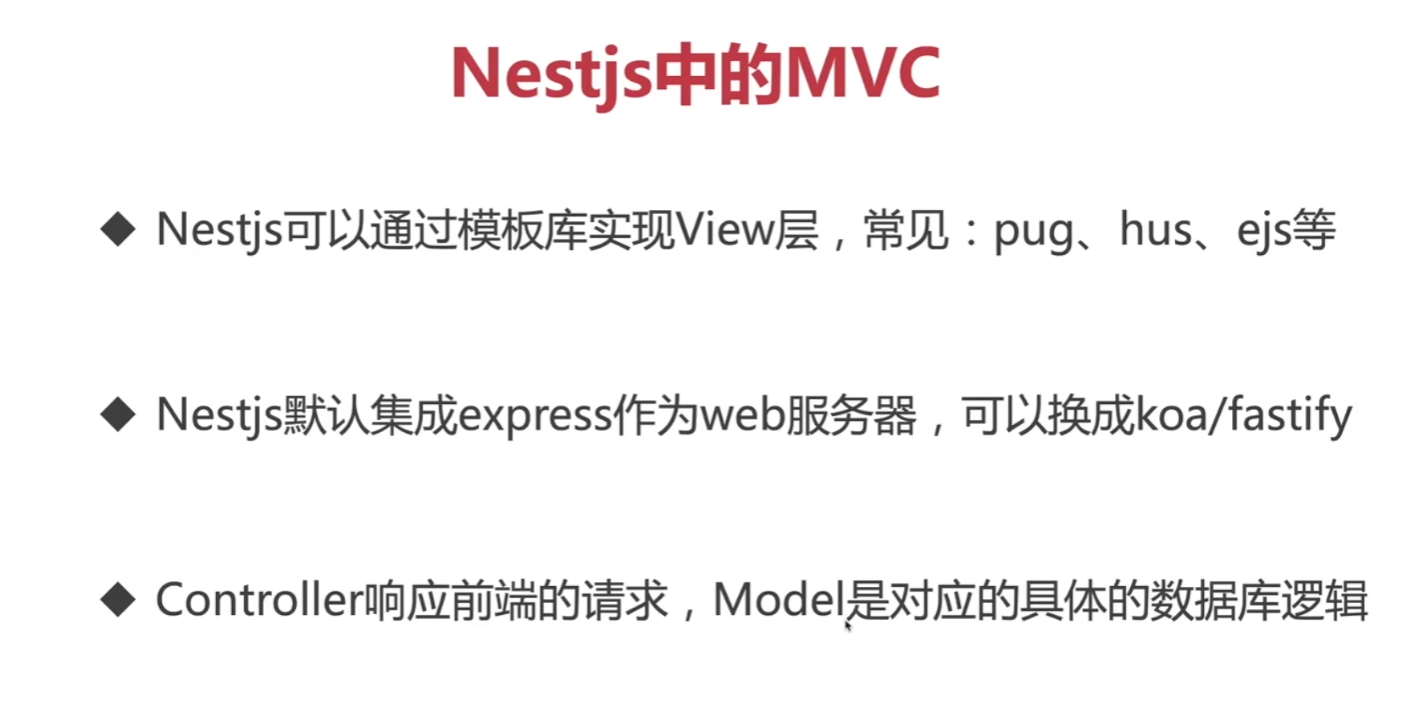 Nestjs中的MVC
◆ Nestjs可以通过模板库实现View层，常见：pug、hus、ejs等
◆ Nestjs默认集成express作为web服务器，可以换成koa/fastify
◆ Controller响应前端的请求，Model是对应的具体的数据库逻辑